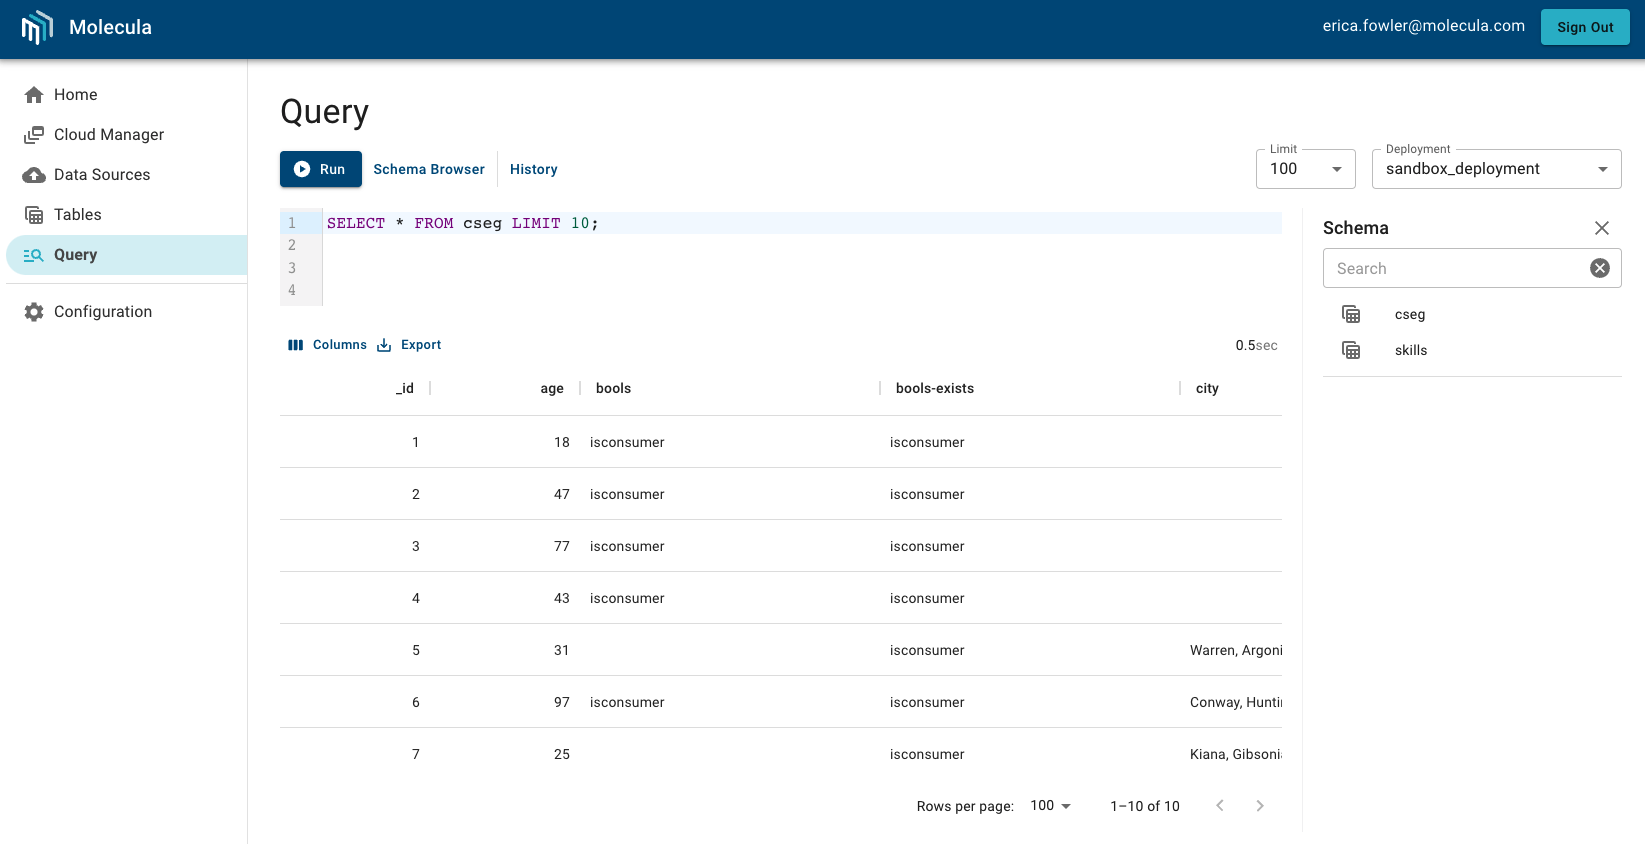 Molecula
erica.fowler@molecula.com
Sign Out
Home
Cloud Manager
Data Sources
Tables
Query
Configuration
Query
Run
Schema Browser
History
Limit
100
Deployment
sandbox_deployment
1 SELECT * FROM cseg LIMIT 10;
2
3
4
Columns
Export
0.5sec
_id age bools bools-exists city
1 18 isconsumer isconsumer
2 47 isconsumer isconsumer
3 77 isconsumer isconsumer
4 43 isconsumer isconsumer
5 31 isconsumer Warren, Argoni
6 97 isconsumer isconsumer Conway, Huntin
7 25 isconsumer Kiana, Gibsonia
Rows per page: 100 1–10 of 10
Schema
Search
cseg
skills